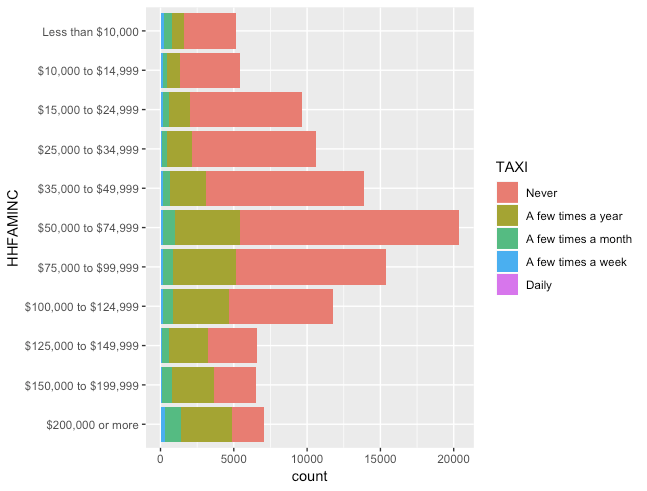 Less than $10,000
$10,000 to $14,999
$15,000 to $24,999
$25,000 to $34,999
$35,000 to $49,999
$50,000 to $74,999
$75,000 to $99,999
$100,000 to $124,999
$125,000 to $149,999
$150,000 to $199,999
$200,000 or more
HHFAMINC
0 5000 10000 15000 20000
count
TAXI
Never
A few times a year
A few times a month
A few times a week
Daily